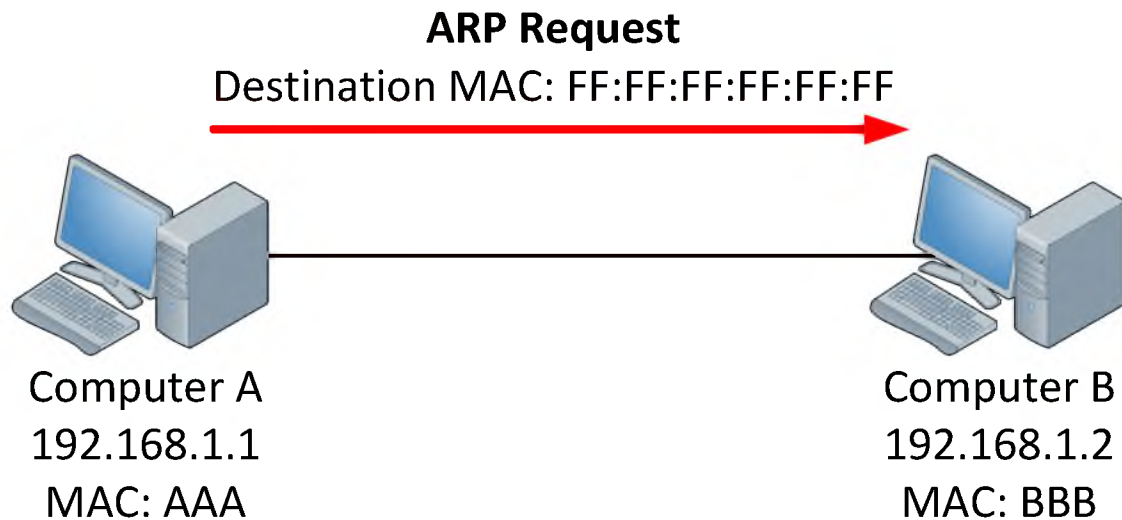 ARP Request
Destination MAC: FF:FF:FF:FF:FF:FF
Computer A
192.168.1.1
MAC: AAA
Computer B
192.168.1.2
MAC: BBB